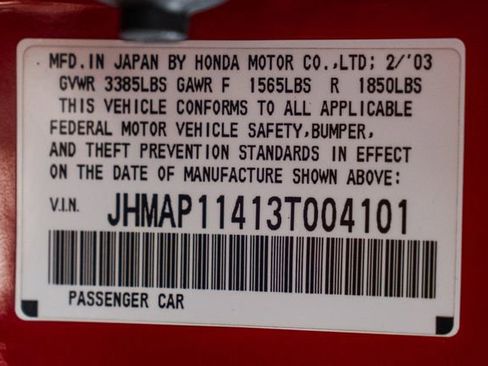 MFD.IN JAPAN BY HONDA MOTOR CO.,LTD; 2/'03
GVWR 3385LBS GAWR F 1565LBS R 1850LBS
THIS VEHICLE CONFORMS TO ALL APPLICABLE
FEDERAL MOTOR VEHICLE SAFETY,BUMPER,
AND THEFT PREVENTION STANDARDS IN EFFECT
ON THE DATE OF MANUFACTURE SHOWN ABOVE:
V.I.N. JHMAP11413T004101
PASSENGER CAR